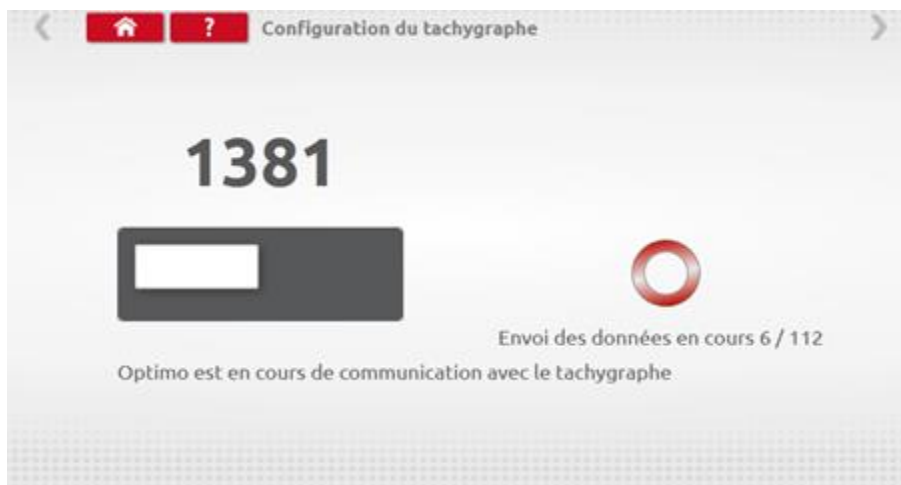 ? Configuration du tachygraphe
1381
Envoi des données en cours 6 / 112
Optimo est en cours de communication avec le tachygraphe